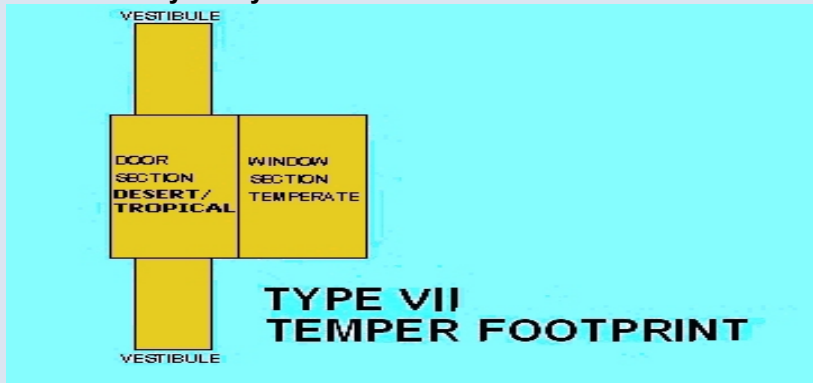 VESTIBULE
DOOR
SECTION
DESERT/
TROPICAL
WINDOW
SECTION
TEMPERATE
TYPE VII
TEMPER FOOTPRINT
VESTIBULE